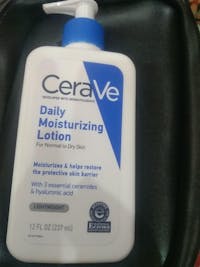 CeraVe
DEVELOPED WITH DERMATOLOGISTS
Daily
Moisturizing
Lotion
For Normal to Dry Skin
Moisturizes & helps restore
the protective skin barrier
With 3 essential ceramides
& hyaluronic acid
LIGHTWEIGHT
12 FL OZ (237 ml)